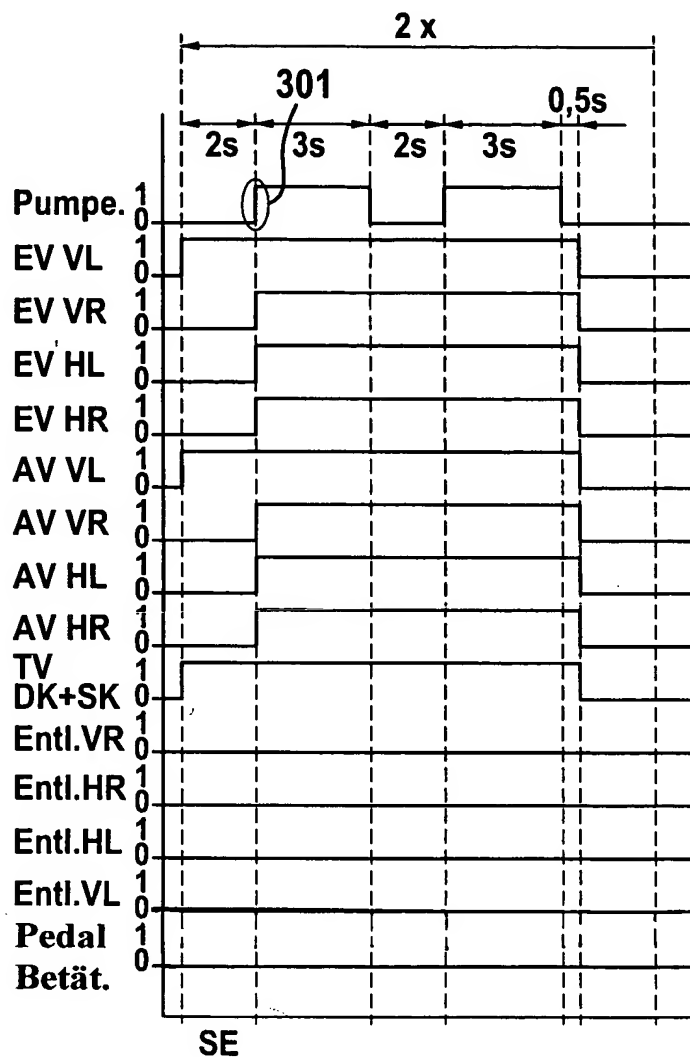 2 x
301
0,5s
2s 3s 2s 3s
Pumpe. 1 0
EV VL 1 0
EV VR 1 0
EV HL 1 0
EV HR 1 0
AV VL 1 0
AV VR 1 0
AV HL 1 0
AV HR 1 0
TV
DK+SK 1 0
Entl.VR 1 0
Entl.HR 1 0
Entl.HL 1 0
Entl.VL 1 0
Pedal 1
Betät. 0
SE